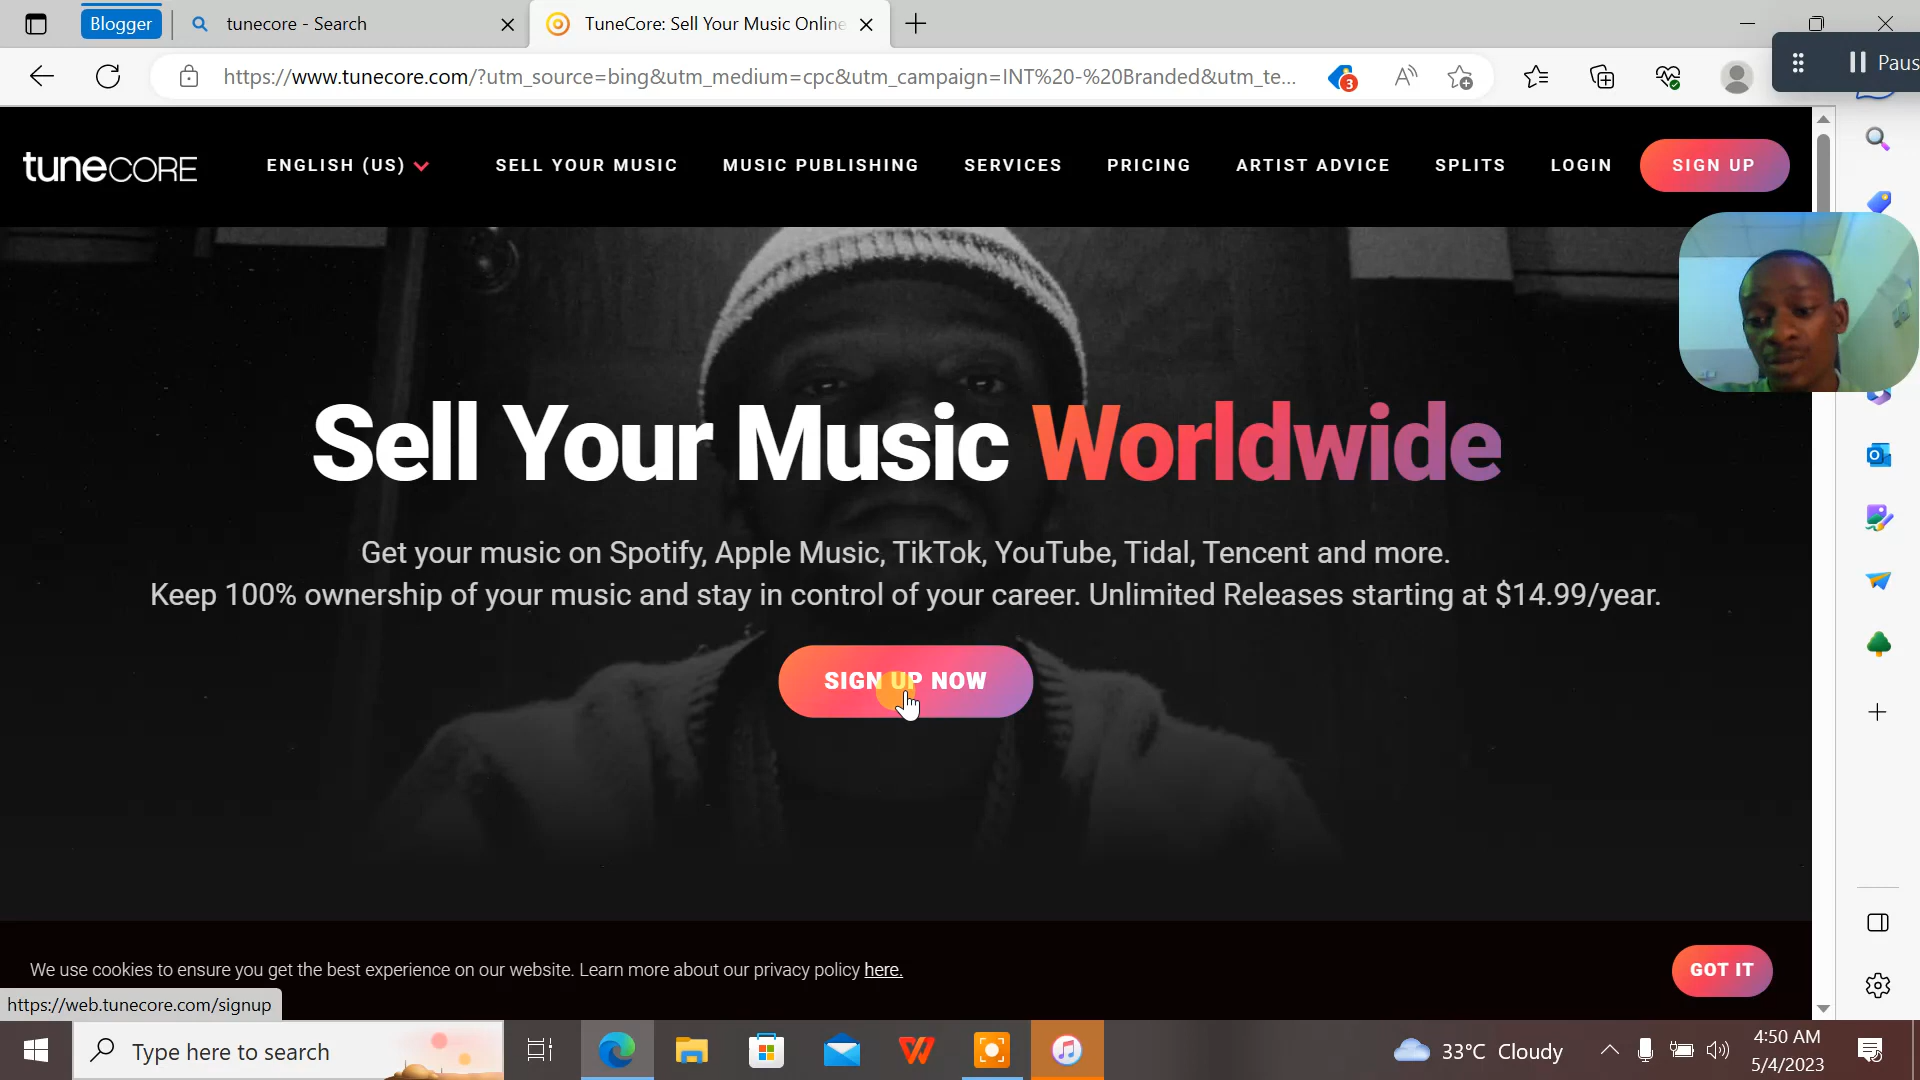 Blogger
tunecore - Search
TuneCore: Sell Your Music Online
https://www.tunecore.com/?utm_source=bing&utm_medium=cpc&utm_campaign=INT%20-%20Branded&utm_te...
3
Paus
tuneCORE
ENGLISH (US)
SELL YOUR MUSIC
MUSIC PUBLISHING
SERVICES
PRICING
ARTIST ADVICE
SPLITS
LOGIN
SIGN UP
Sell Your Music Worldwide
Get your music on Spotify, Apple Music, TikTok, YouTube, Tidal, Tencent and more.
Keep 100% ownership of your music and stay in control of your career. Unlimited Releases starting at $14.99/year.
SIGN UP NOW
We use cookies to ensure you get the best experience on our website. Learn more about our privacy policy here.
GOT IT
https://web.tunecore.com/signup
Type here to search
33°C Cloudy
4:50 AM
5/4/2023